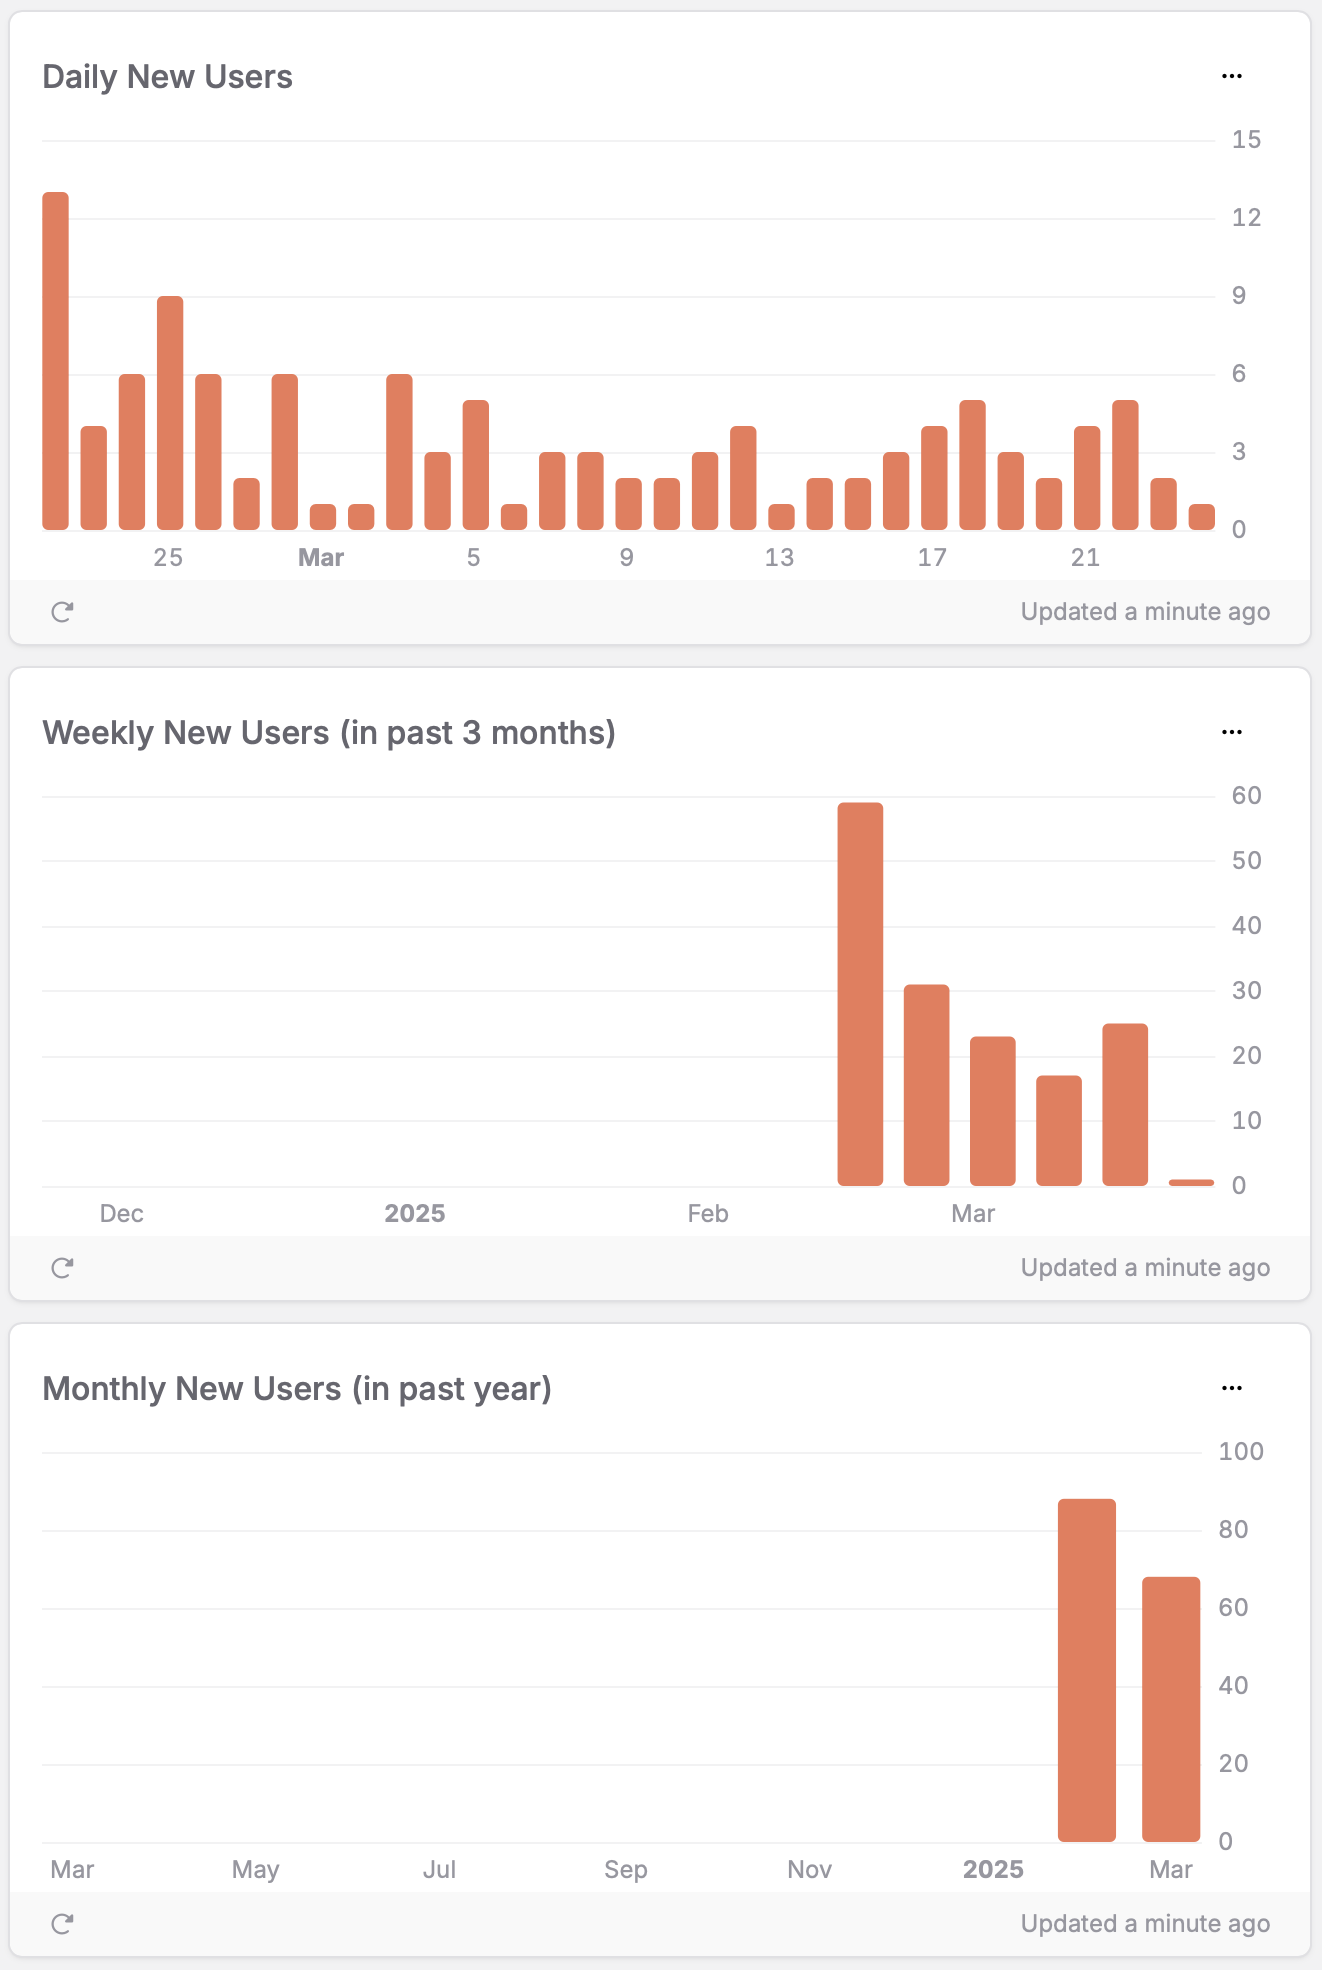 Daily New Users
...
15
12
9
6
3
0
25 Mar 5 9 13 17 21
Updated a minute ago
Weekly New Users (in past 3 months)
...
60
50
40
30
20
10
0
Dec 2025 Feb Mar
Updated a minute ago
Monthly New Users (in past year)
...
100
80
60
40
20
0
Mar May Jul Sep Nov 2025 Mar
Updated a minute ago